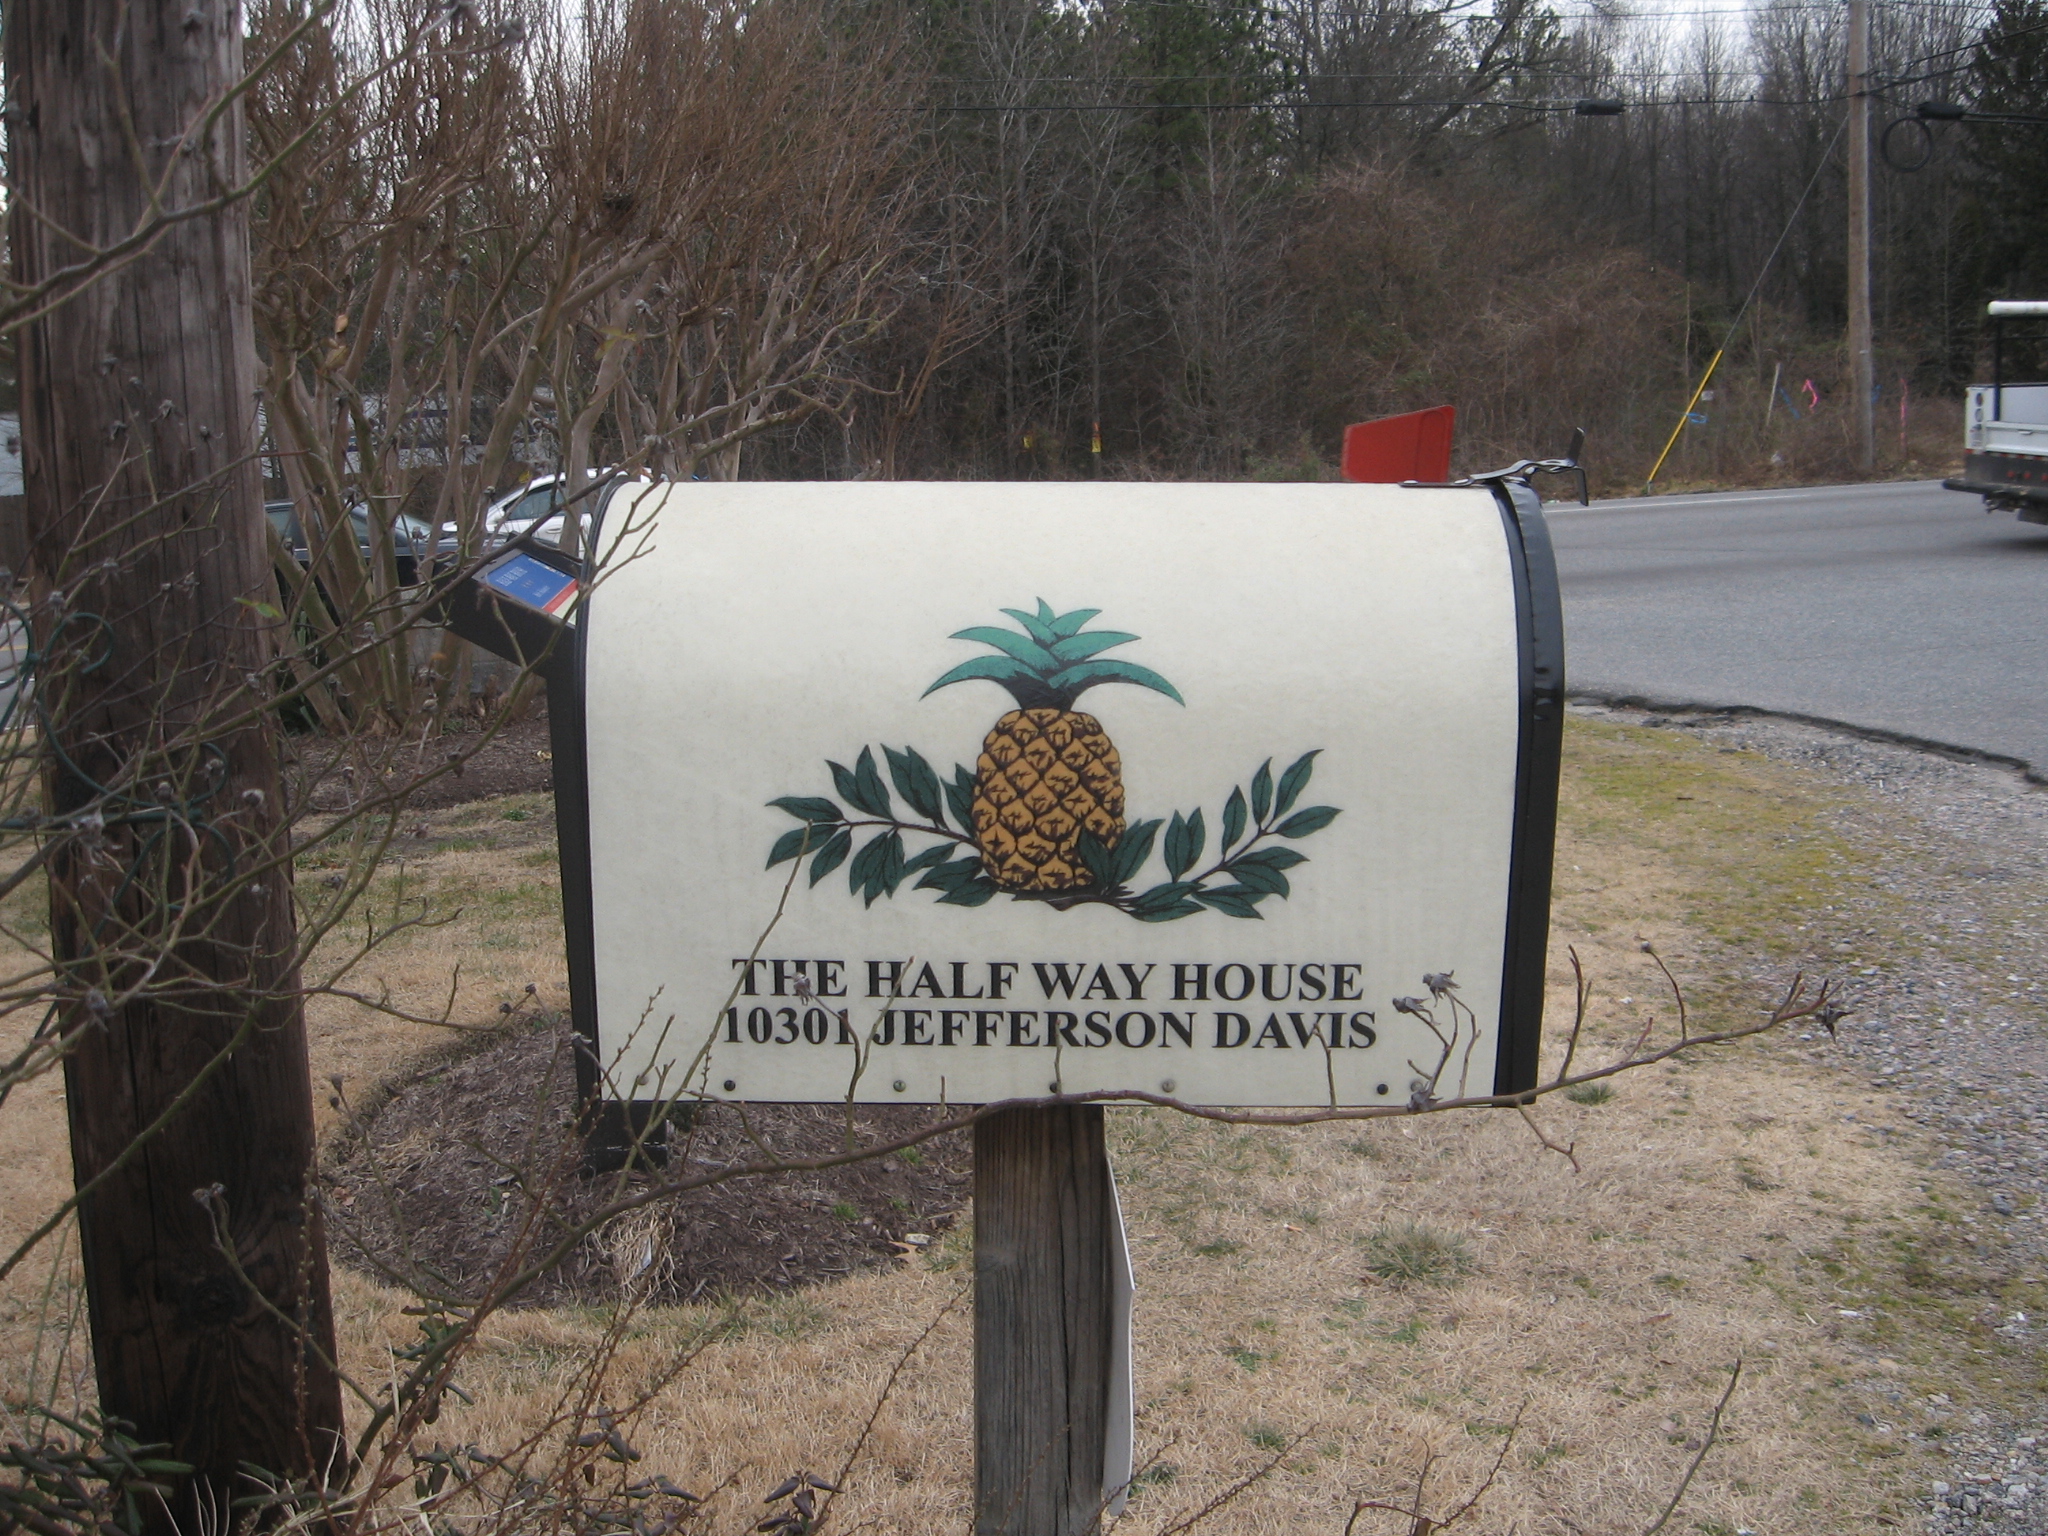 THE HALF WAY HOUSE
10301 JEFFERSON DAVIS